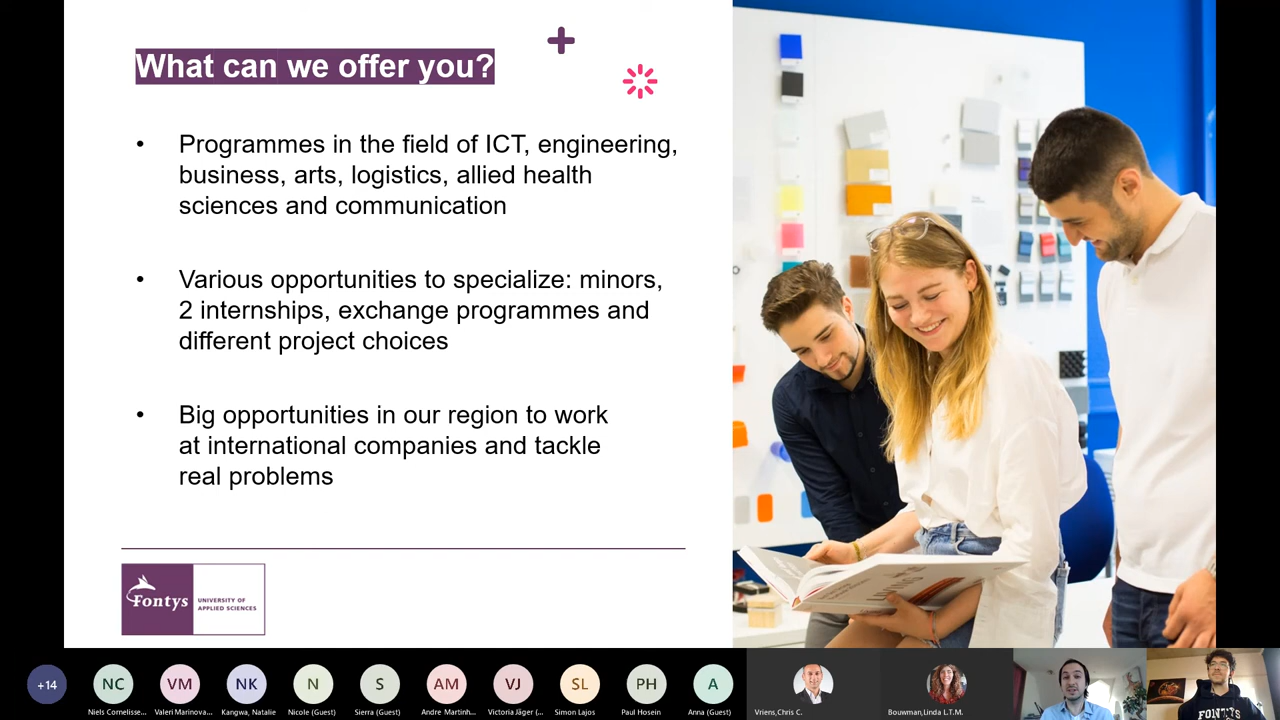 What can we offer you?
• Programmes in the field of ICT, engineering,
business, arts, logistics, allied health
sciences and communication
• Various opportunities to specialize: minors,
2 internships, exchange programmes and
different project choices
• Big opportunities in our region to work
at international companies and tackle
real problems
Fontys
UNIVERSITY OF
APPLIED SCIENCES
+14
NC
VM
NK
N
S
AM
VJ
SL
PH
A
Niels Cornelisse...
Valeri Marinova...
Kangwa, Natalie
Nicole (Guest)
Sierra (Guest)
Andre Martinh...
Victoria Jäger (...
Simon Lajos
Paul Hosein
Anna (Guest)
Vriens,Chris C.
Bouwman,Linda L.T.M.
FONTYS